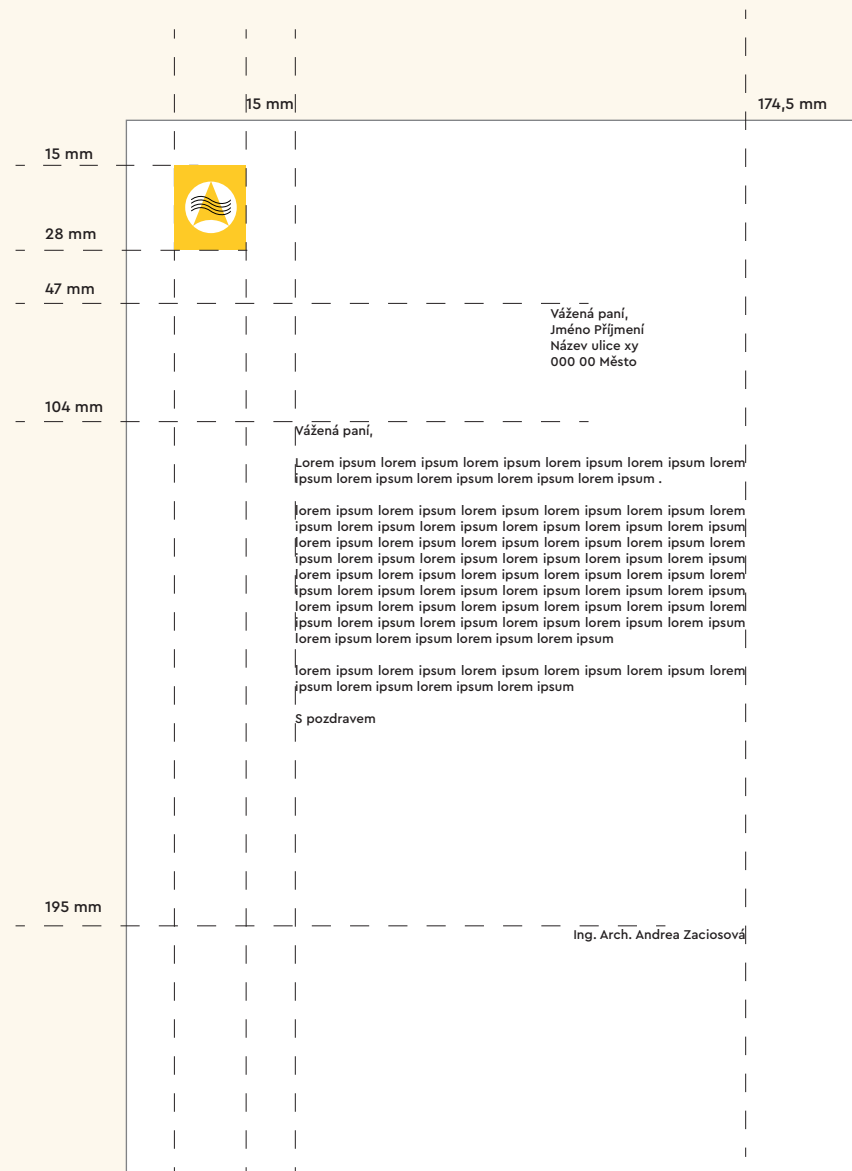 15 mm
174,5 mm
15 mm
28 mm
47 mm
Vážená paní,
Jméno Příjmení
Název ulice xy
000 00 Město
104 mm
Vážená paní,
Lorem ipsum lorem ipsum lorem ipsum lorem ipsum lorem ipsum lorem
ipsum lorem ipsum lorem ipsum lorem ipsum lorem ipsum .
lorem ipsum lorem ipsum lorem ipsum lorem ipsum lorem ipsum lorem
ipsum lorem ipsum lorem ipsum lorem ipsum lorem ipsum lorem ipsum
lorem ipsum lorem ipsum lorem ipsum lorem ipsum lorem ipsum lorem
ipsum lorem ipsum lorem ipsum lorem ipsum lorem ipsum lorem ipsum
lorem ipsum lorem ipsum lorem ipsum lorem ipsum lorem ipsum lorem
ipsum lorem ipsum lorem ipsum lorem ipsum lorem ipsum lorem ipsum
lorem ipsum lorem ipsum lorem ipsum lorem ipsum lorem ipsum lorem
ipsum lorem ipsum lorem ipsum lorem ipsum lorem ipsum lorem ipsum
lorem ipsum lorem ipsum lorem ipsum lorem ipsum
lorem ipsum lorem ipsum lorem ipsum lorem ipsum lorem ipsum lorem
ipsum lorem ipsum lorem ipsum lorem ipsum
S pozdravem
195 mm
Ing. Arch. Andrea Zaciosová